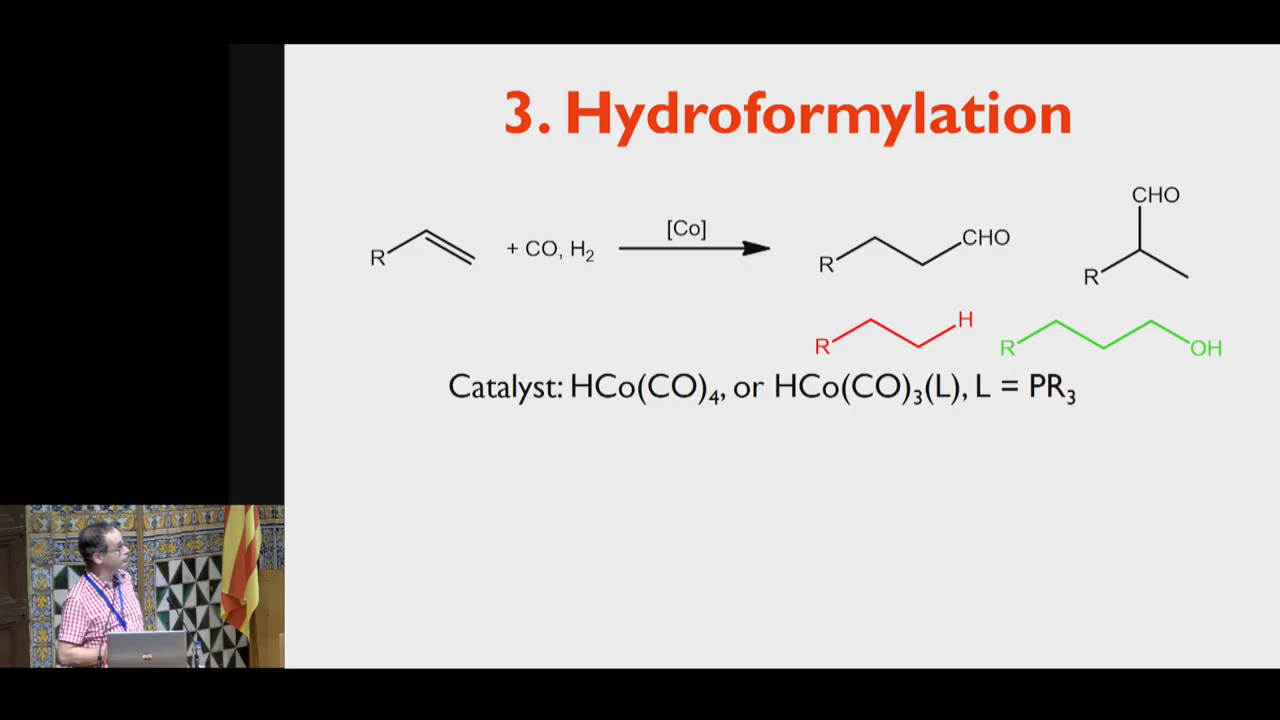 3. Hydroformylation
R
+ CO, H₂
[Co]
R
CHO
CHO
R
R
H
R
OH
Catalyst: HCo(CO)₄, or HCo(CO)₃(L), L = PR₃